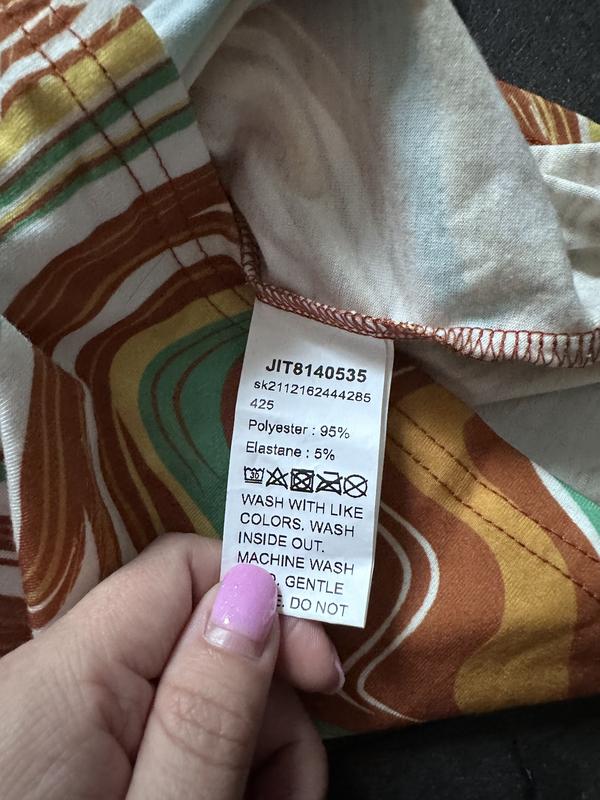 JIT8140535
sk2112162444285
425
Polyester : 95%
Elastane : 5%
30
WASH WITH LIKE
COLORS. WASH
INSIDE OUT.
MACHINE WASH
GENTLE
DO NOT